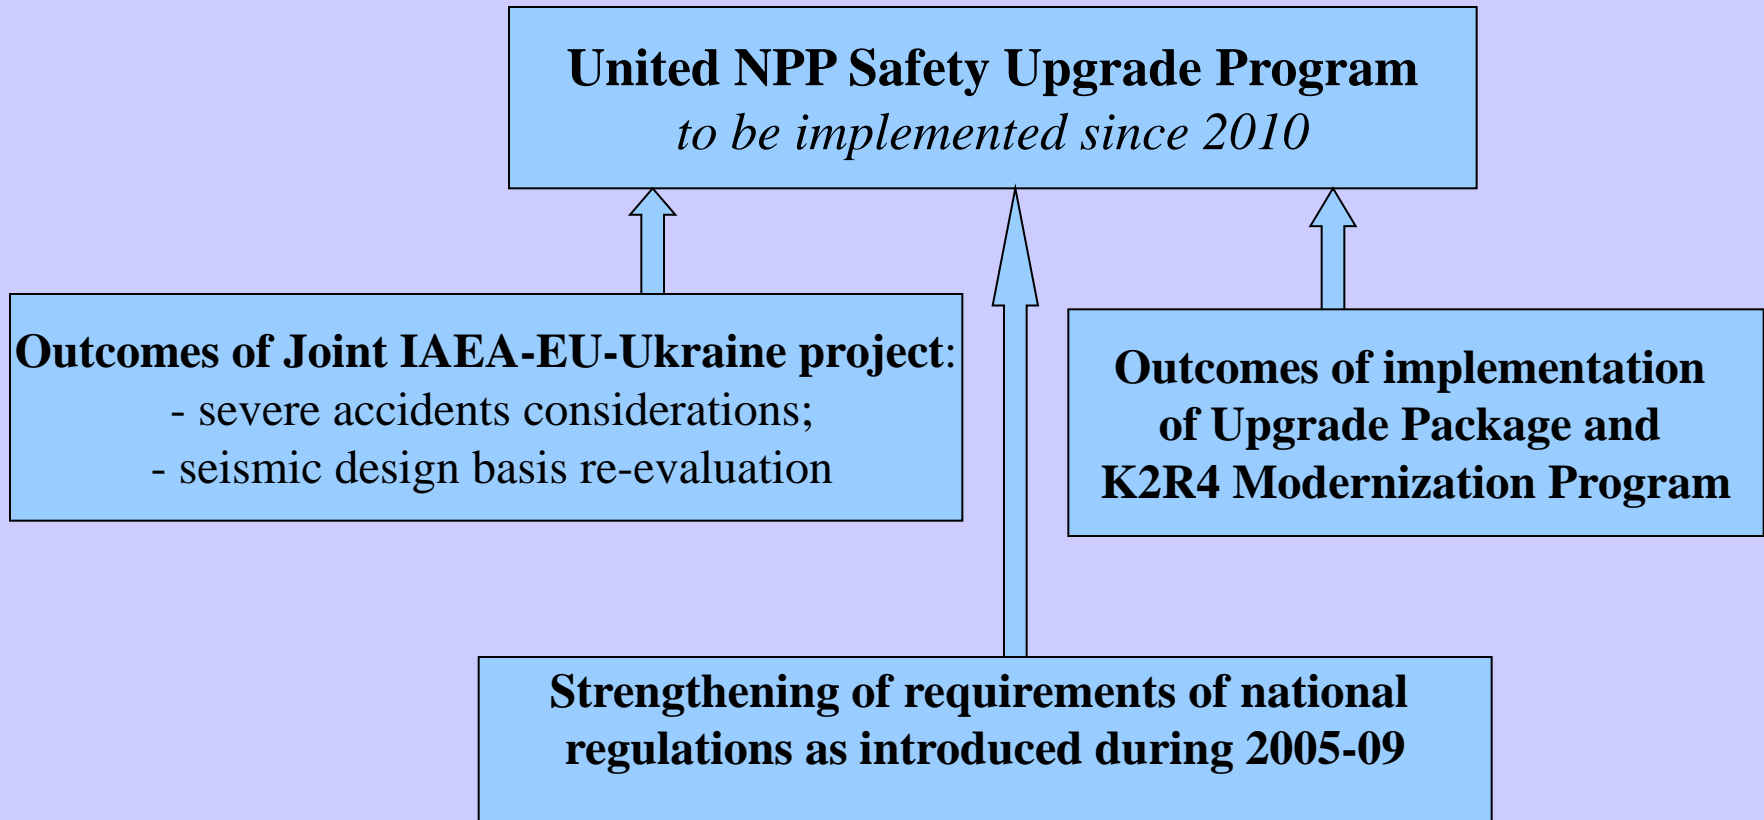 United NPP Safety Upgrade Program
to be implemented since 2010
Outcomes of Joint IAEA-EU-Ukraine project:
- severe accidents considerations;
- seismic design basis re-evaluation
Outcomes of implementation
of Upgrade Package and
K2R4 Modernization Program
Strengthening of requirements of national
regulations as introduced during 2005-09